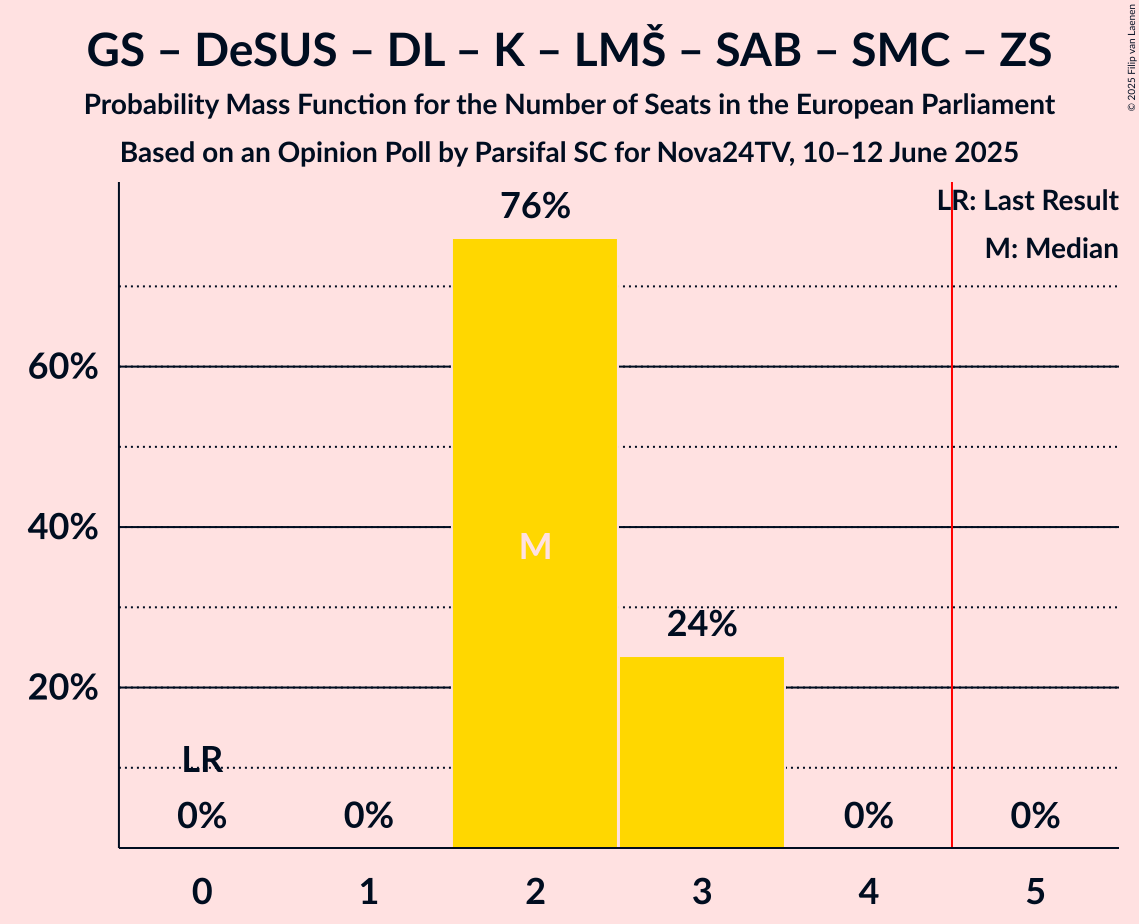 GS – DeSUS – DL – K – LMŠ – SAB – SMC – ZS
Probability Mass Function for the Number of Seats in the European Parliament
Based on an Opinion Poll by Parsifal SC for Nova24TV, 10–12 June 2025
© 2025 Filip van Laenen
LR: Last Result
M: Median
76%
60%
40%
M
24%
20%
LR
0% 0% 0% 0%
0 1 2 3 4 5